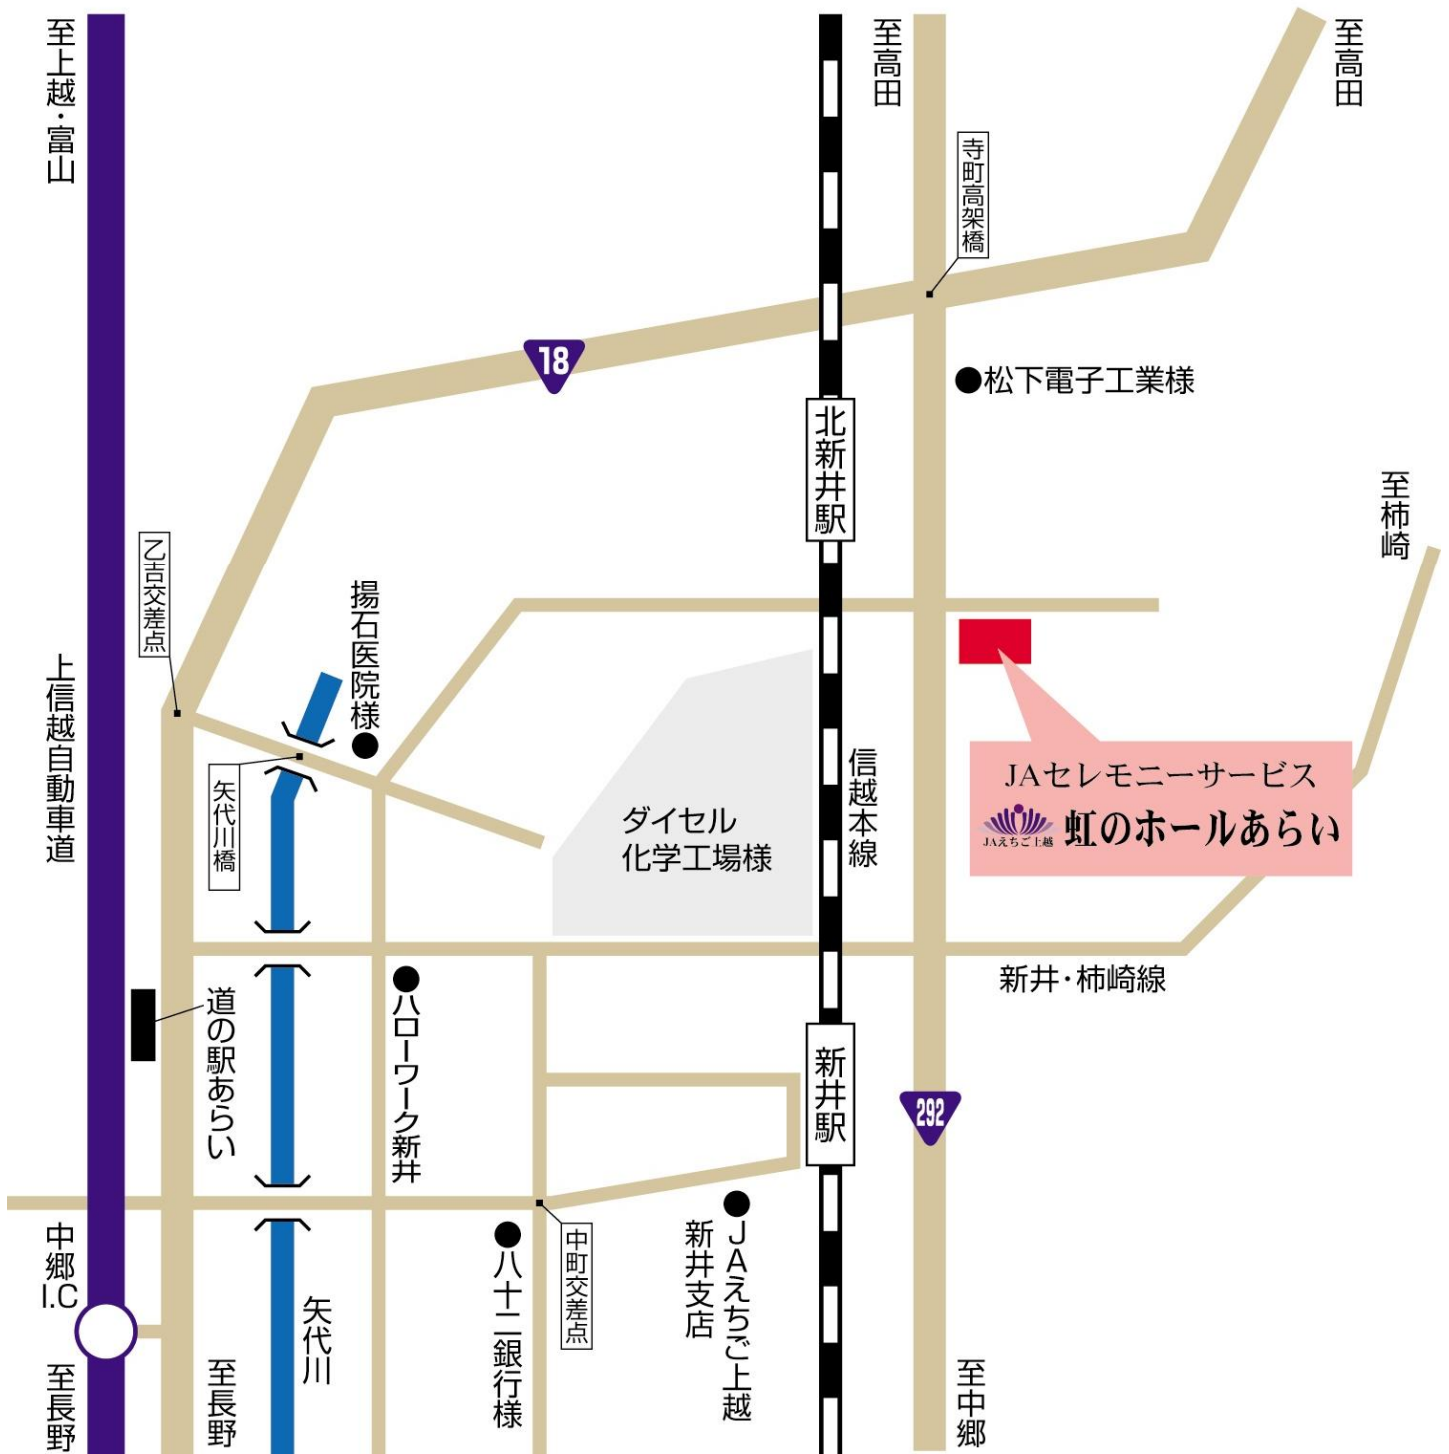 至上越・富山
至高田
至高田
寺町高架橋
18
松下電子工業様
北新井駅
至柿崎
乙吉交差点
揚石医院様
上信越自動車道
矢代川橋
ダイセル
化学工場様
信越本線
JAセレモニーサービス
JAえちご上越
虹のホールあらい
新井・柿崎線
道の駅あらい
ハローワーク新井
新井駅
292
中郷
I.C
矢代川
八十二銀行様
中町交差点
JAえちご上越
新井支店
至長野
至長野
至中郷